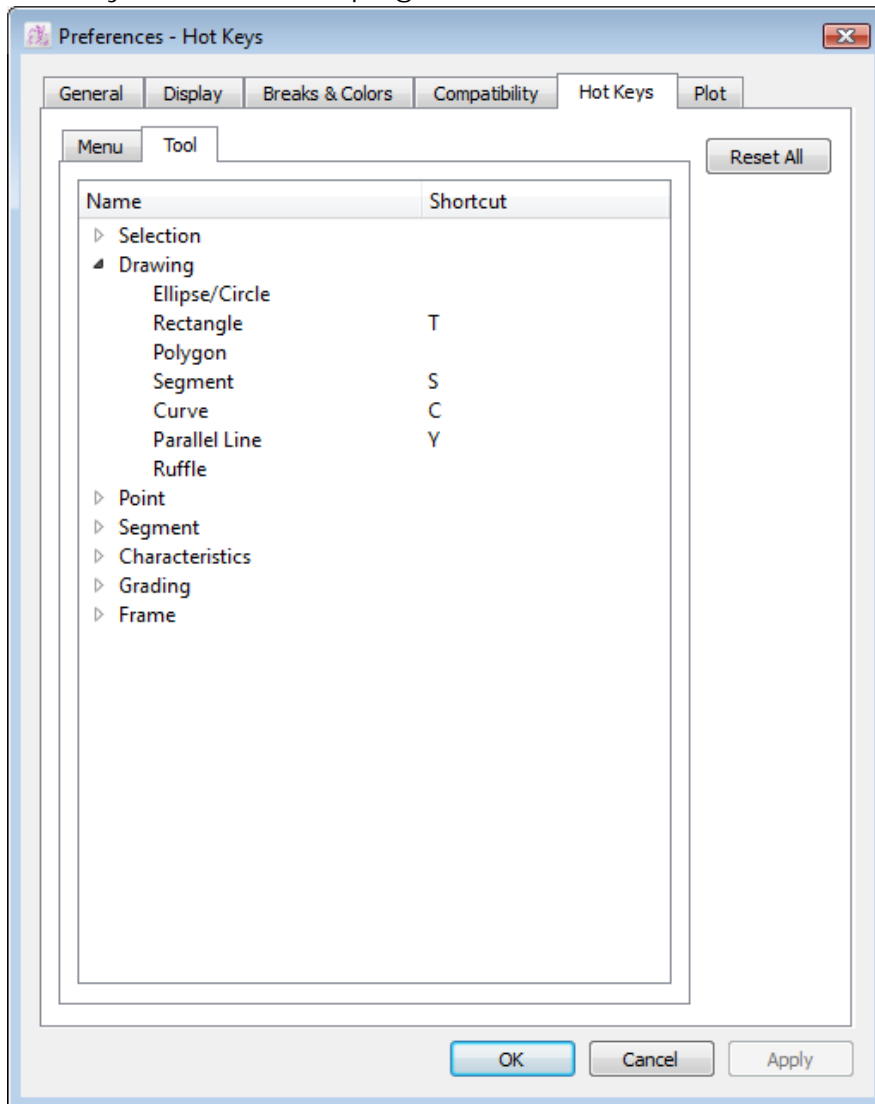 Preferences - Hot Keys
General Display Breaks & Colors Compatibility Hot Keys Plot
Menu Tool
Reset All
Name Shortcut
Selection
Drawing
Ellipse/Circle
Rectangle T
Polygon
Segment S
Curve C
Parallel Line Y
Ruffle
Point
Segment
Characteristics
Grading
Frame
OK Cancel Apply